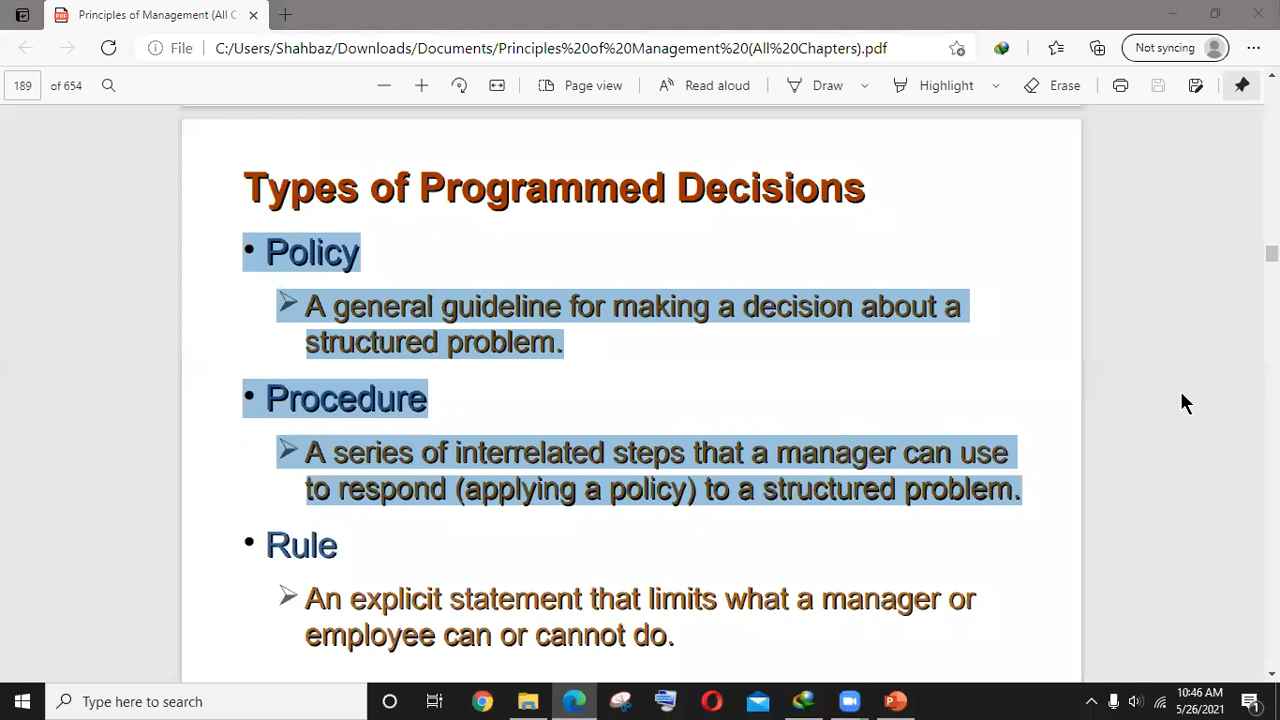 Principles of Management (All C
File C:/Users/Shahbaz/Downloads/Documents/Principles%20of%20Management%20(All%20Chapters).pdf Not syncing
189 of 654 Page view Read aloud Draw Highlight Erase
Types of Programmed Decisions
• Policy
➢ A general guideline for making a decision about a
structured problem.
• Procedure
➢ A series of interrelated steps that a manager can use
to respond (applying a policy) to a structured problem.
• Rule
➢ An explicit statement that limits what a manager or
employee can or cannot do.
Type here to search
10:46 AM
5/26/2021
1